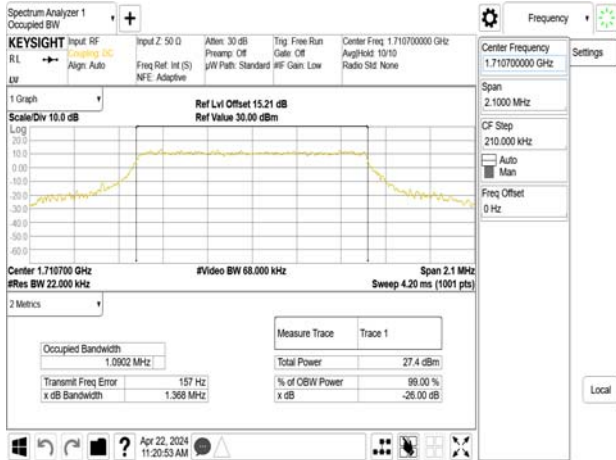 Spectrum Analyzer 1
Occupied BW
Frequency
KEYSIGHT Input: RF
Coupling: DC
Align: Auto
RL
LXI
Input Z: 50 Ω
Freq Ref: Int (S)
NFE: Adaptive
Atten: 30 dB
Preamp: Off
µW Path: Standard
Trig: Free Run
Gate: Off
#IF Gain: Low
Center Freq: 1.710700000 GHz
Avg|Hold: 10/10
Radio Std: None
Center Frequency
1.710700000 GHz
Settings
Span
2.1000 MHz
CF Step
210.000 kHz
Auto
Man
Freq Offset
0 Hz
Local
1 Graph
Scale/Div 10.0 dB
Ref Lvl Offset 15.21 dB
Ref Value 30.00 dBm
Log
20.0
10.0
0.00
-10.0
-20.0
-30.0
-40.0
-50.0
-60.0
Center 1.710700 GHz
#Res BW 22.000 kHz
#Video BW 68.000 kHz
Span 2.1 MHz
Sweep 4.20 ms (1001 pts)
2 Metrics
Measure Trace Trace 1
Occupied Bandwidth
1.0902 MHz
Total Power 27.4 dBm
Transmit Freq Error 157 Hz
% of OBW Power 99.00 %
x dB Bandwidth 1.368 MHz
x dB -26.00 dB
Apr 22, 2024
11:20:53 AM